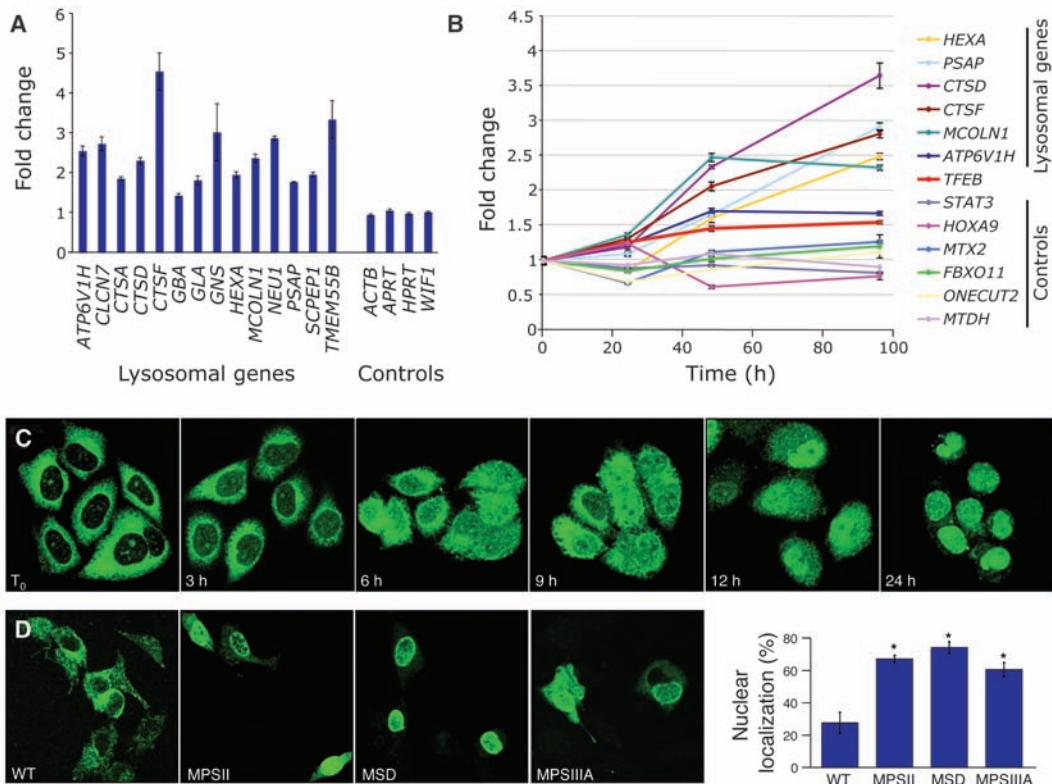 A
Fold change
6
5
4
3
2
1
0
ATP6V1H
CLCN7
CTSA
CTSD
CTSF
GBA
GLA
GNS
HEXA
MCOLN1
NEU1
PSAP
SCPEP1
TMEM55B
ACTB
APRT
HPRT
WIF1
Lysosomal genes
Controls
B
Fold change
4.5
4
3.5
3
2.5
2
1.5
1
0.5
0
0 20 40 60 80 100
Time (h)
HEXA
PSAP
CTSD
CTSF
MCOLN1
ATP6V1H
TFEB
STAT3
HOXA9
MTX2
FBXO11
ONECUT2
MTDH
Lysosomal genes
Controls
C
T0
3 h
6 h
9 h
12 h
24 h
D
WT
MPSII
MSD
MPSIIIA
Nuclear
localization (%)
80
60
40
20
0
* * *
WT MPSII MSD MPSIIIA